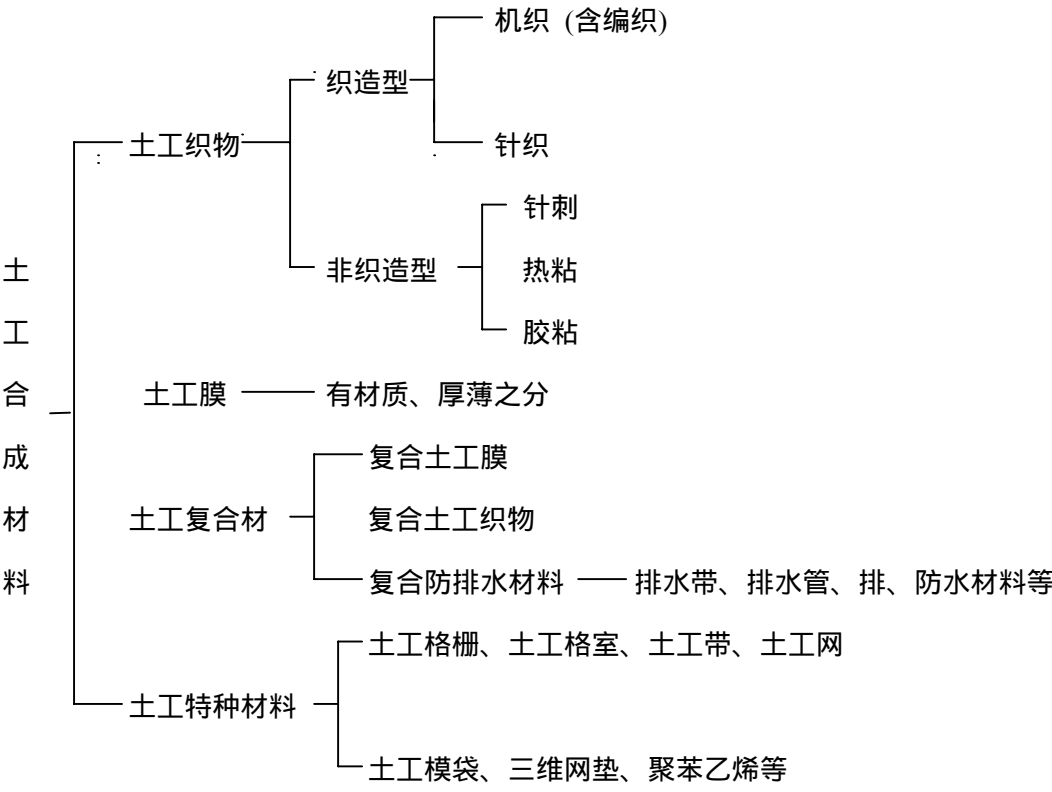 机织 (含编织)
织造型
土工织物
针织
针刺
非织造型
热粘
胶粘
土工合成材料
土工膜
有材质、厚薄之分
复合土工膜
土工复合材
复合土工织物
复合防排水材料
排水带、排水管、排、防水材料等
土工格栅、土工格室、土工带、土工网
土工特种材料
土工模袋、三维网垫、聚苯乙烯等